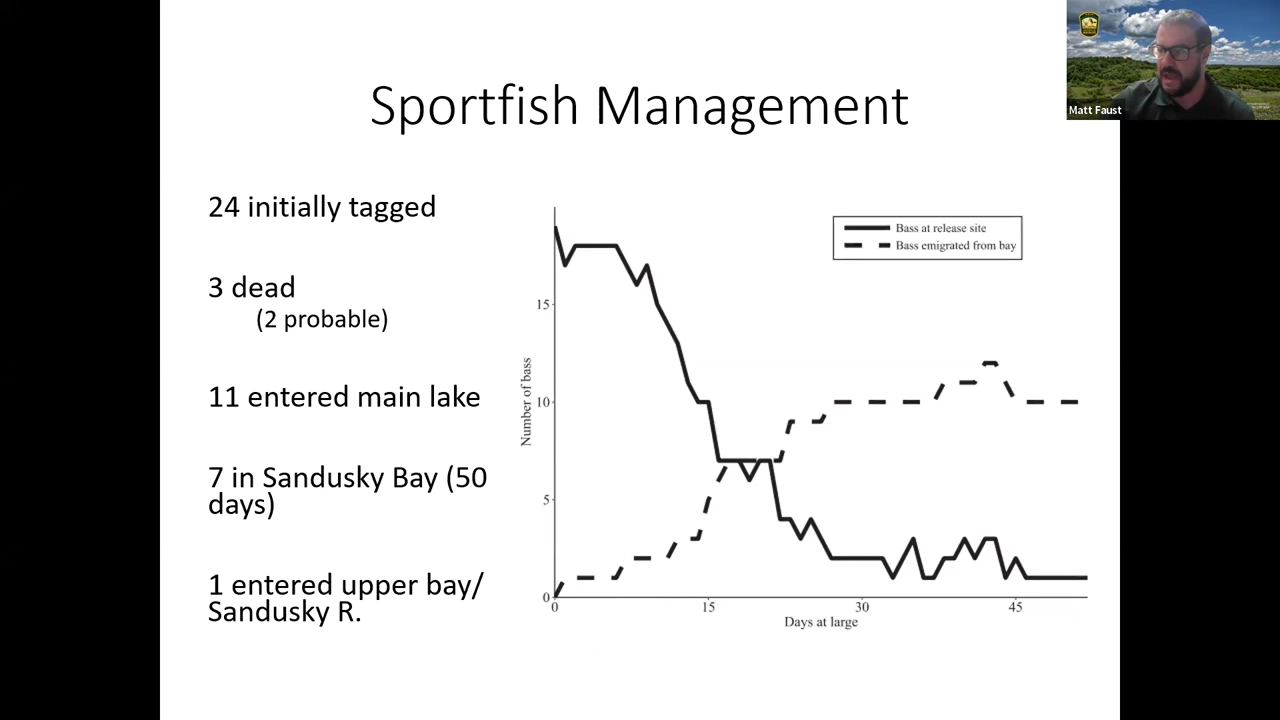 Matt Faust
Sportfish Management
24 initially tagged
3 dead
(2 probable)
11 entered main lake
7 in Sandusky Bay (50
days)
1 entered upper bay/
Sandusky R.
Bass at release site
Bass emigrated from bay
Number of bass
15
10
5
0
0
15
30
45
Days at large